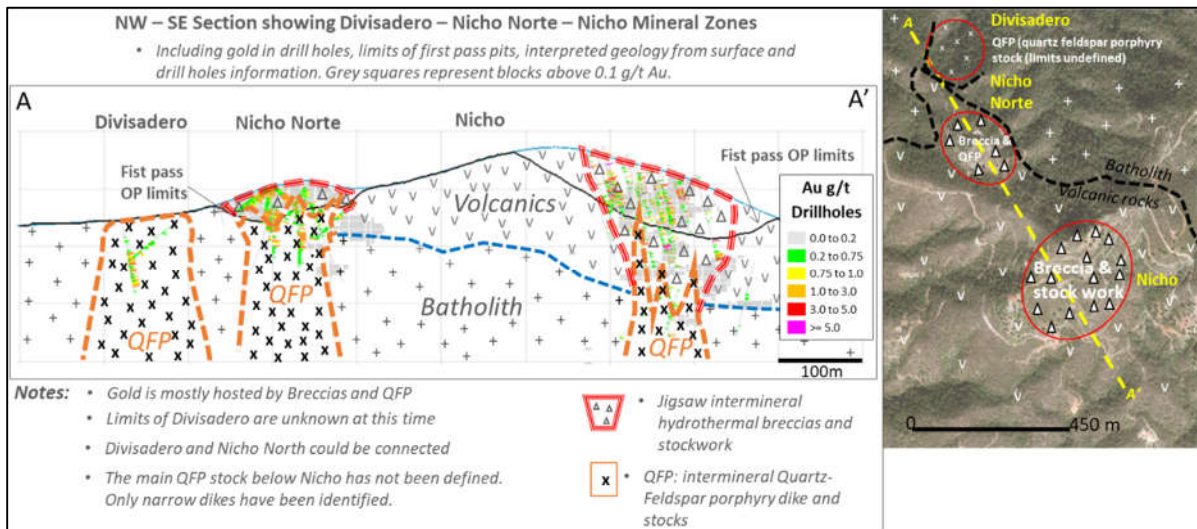 NW – SE Section showing Divisadero – Nicho Norte – Nicho Mineral Zones
• Including gold in drill holes, limits of first pass pits, interpreted geology from surface and
drill holes information. Grey squares represent blocks above 0.1 g/t Au.
A
A’
Divisadero
Nicho Norte
Nicho
Fist pass
OP limits
Fist pass OP limits
Volcanics
Batholith
QFP
QFP
QFP
Au g/t
Drillholes
0.0 to 0.2
0.2 to 0.75
0.75 to 1.0
1.0 to 3.0
3.0 to 5.0
>= 5.0
100m
Notes:
• Gold is mostly hosted by Breccias and QFP
• Limits of Divisadero are unknown at this time
• Divisadero and Nicho North could be connected
• The main QFP stock below Nicho has not been defined.
Only narrow dikes have been identified.
• Jigsaw intermineral
hydrothermal breccias and
stockwork
x
• QFP: intermineral Quartz-
Feldspar porphyry dike and
stocks
A
Divisadero
QFP (quartz feldspar porphyry
stock (limits undefined)
Nicho
Norte
Breccia &
QFP
Batholith
Volcanic rocks
Breccia &
stock work
Nicho
A’
0
450 m